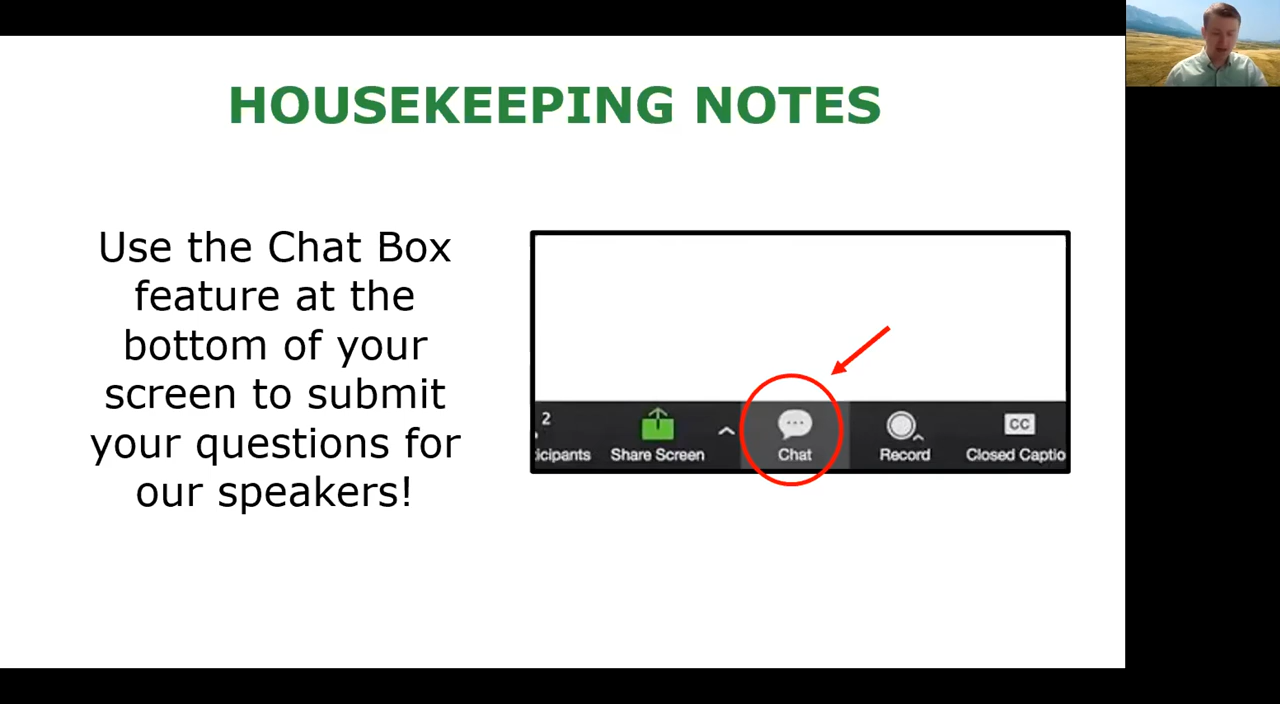 HOUSEKEEPING NOTES
Use the Chat Box
feature at the
bottom of your
screen to submit
your questions for
our speakers!
2
icipants Share Screen Chat Record Closed Captio
CC